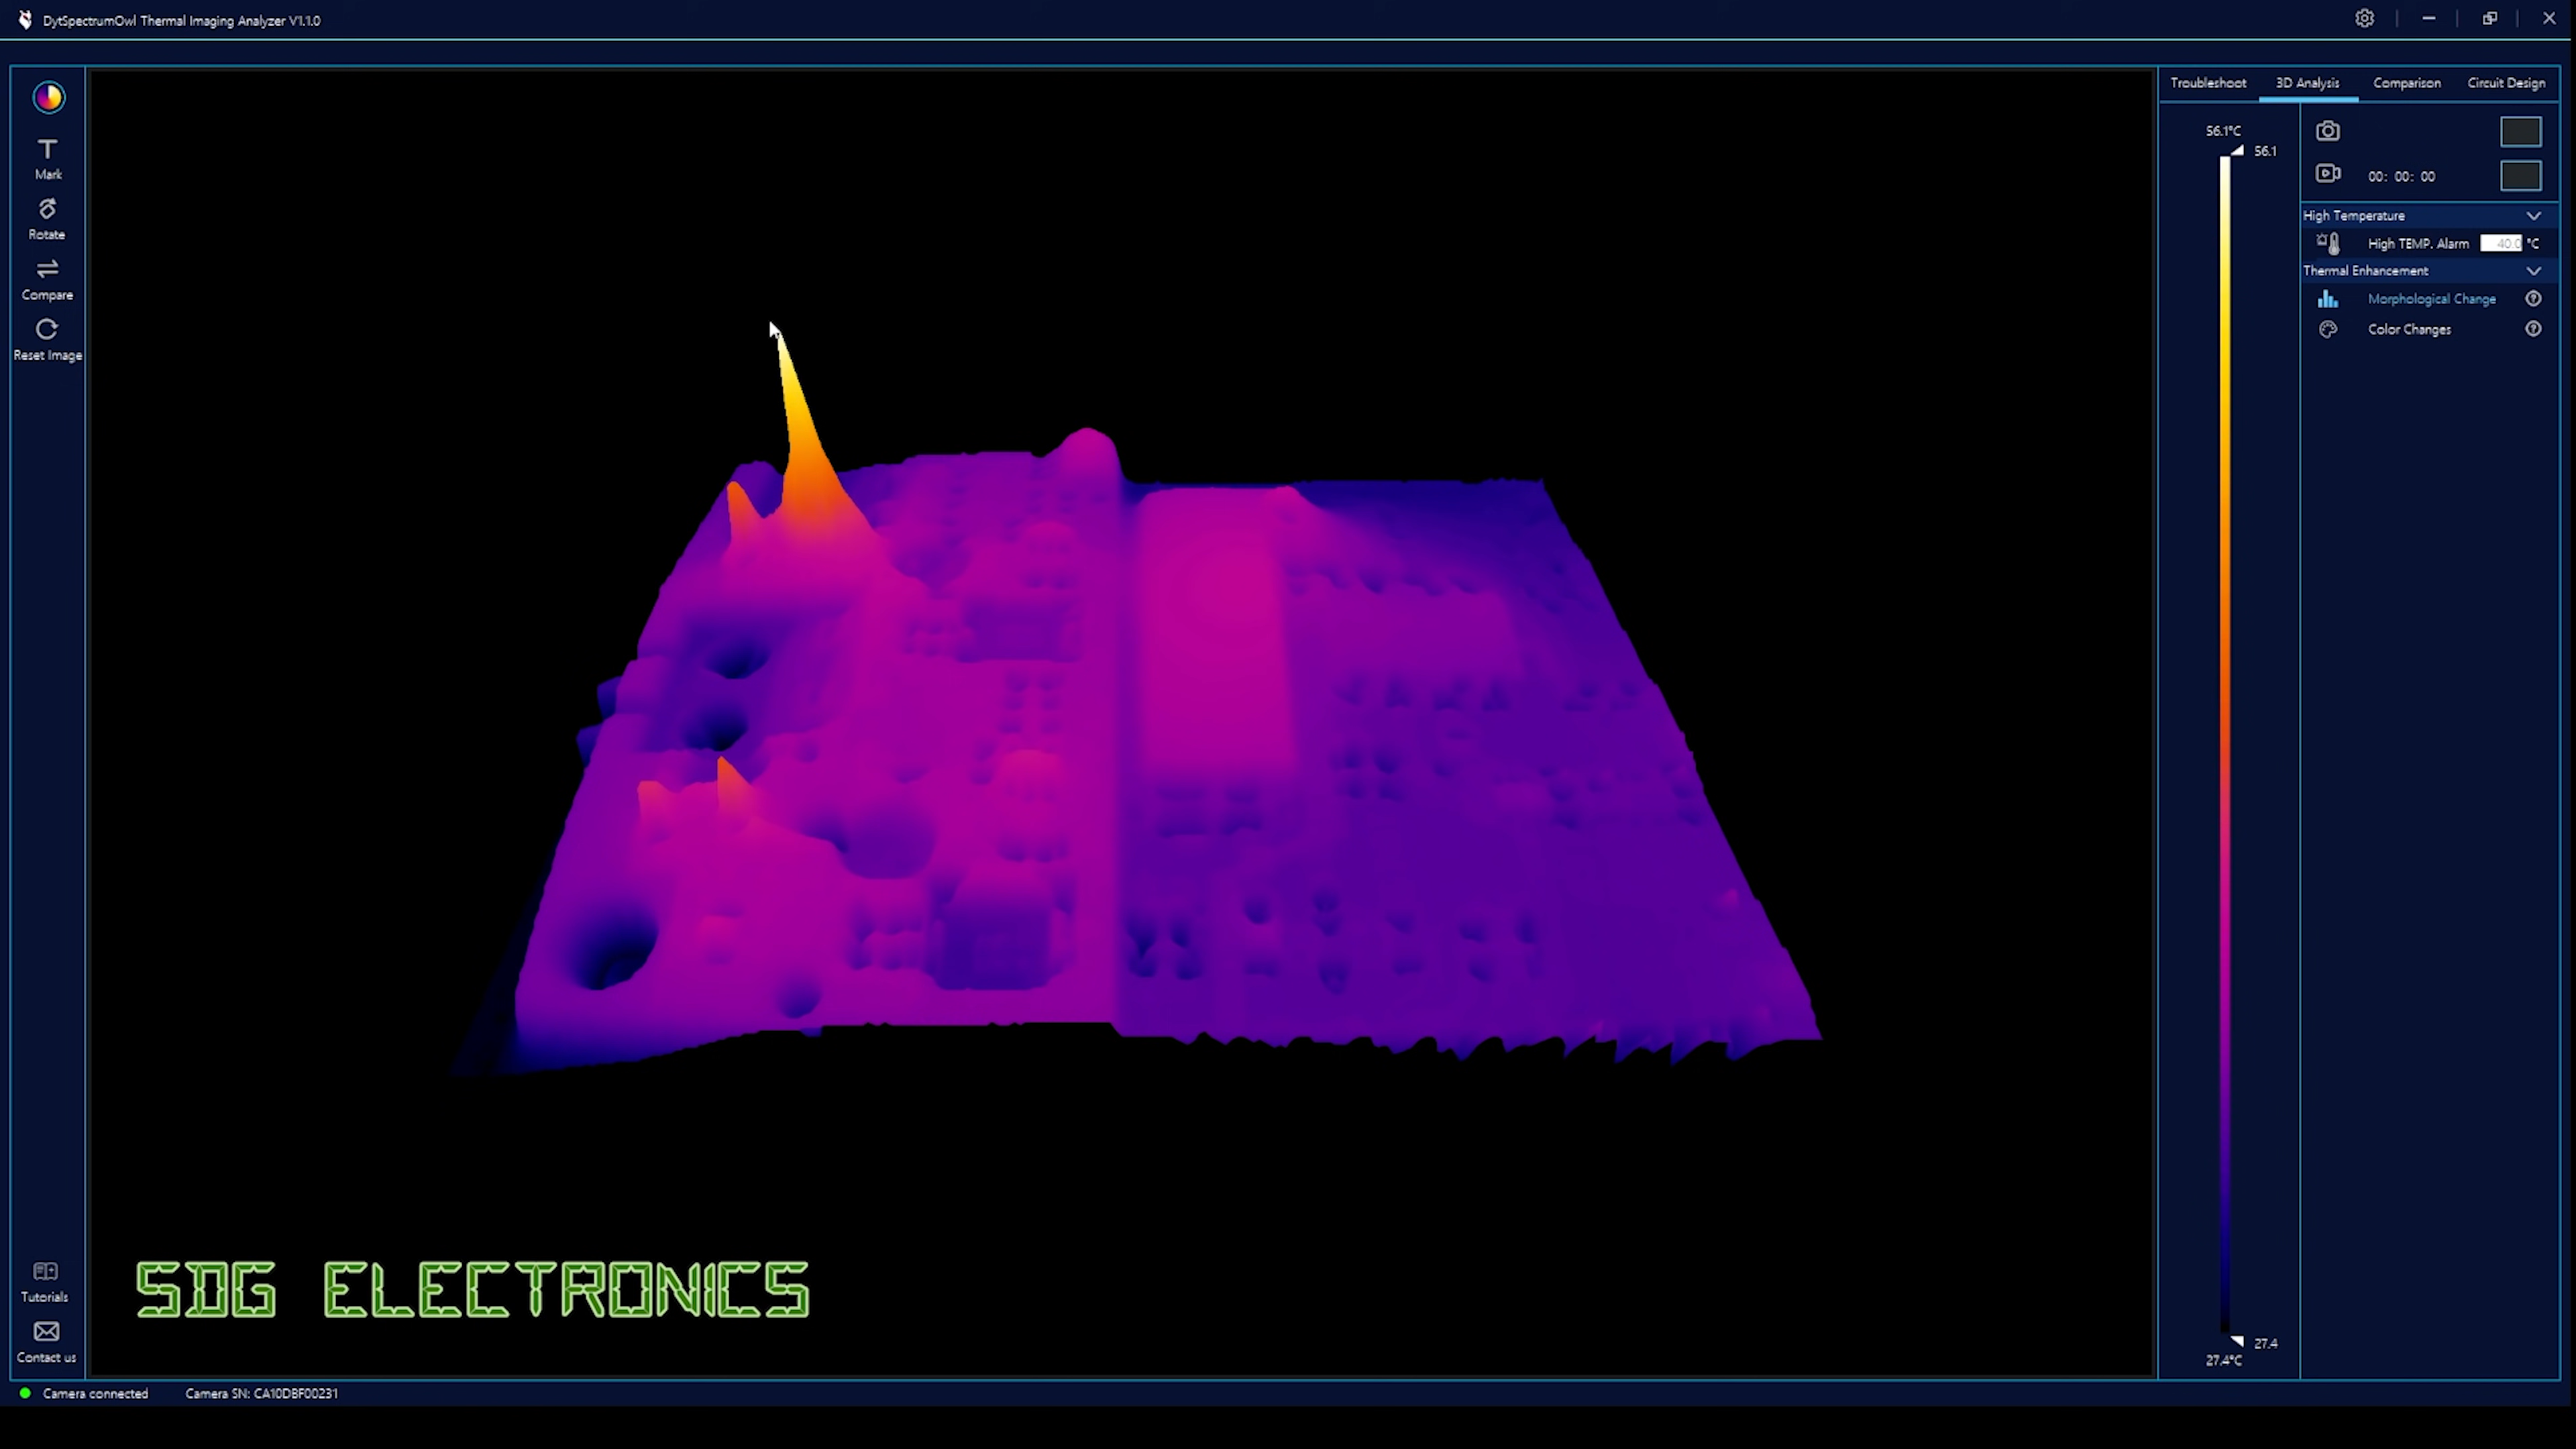 DytSpectrumOwl Thermal Imaging Analyzer V1.1.0
Mark
Rotate
Compare
Reset Image
Tutorials
Contact us
Troubleshoot 3D Analysis Comparison Circuit Design
56.1°C
56.1
27.4
27.4°C
00: 00: 00
High Temperature
High TEMP. Alarm 40.0 °C
Thermal Enhancement
Morphological Change
Color Changes
SDG ELECTRONICS
Camera connected Camera SN: CA10DBF00231